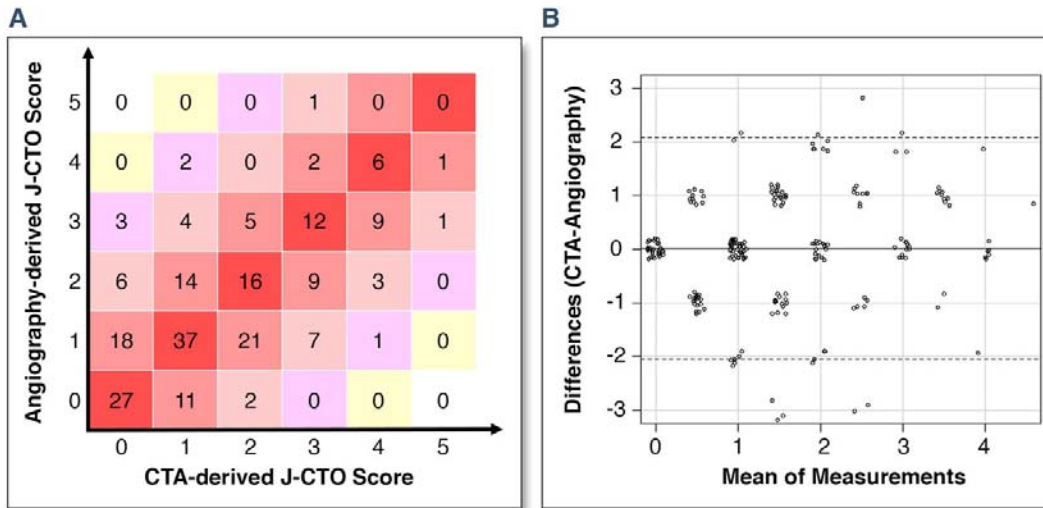 A
Angiography-derived J-CTO Score
5 0 0 0 1 0 0
4 0 2 0 2 6 1
3 3 4 5 12 9 1
2 6 14 16 9 3 0
1 18 37 21 7 1 0
0 27 11 2 0 0 0
0 1 2 3 4 5
CTA-derived J-CTO Score
B
Differences (CTA-Angiography)
3
2
1
0
-1
-2
-3
0 1 2 3 4
Mean of Measurements